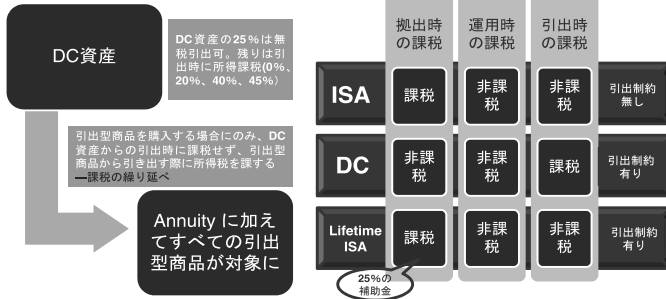 DC資産
DC資産の25%は無
税引出可。残りは引
出時に所得課税(0%、
20%、40%、45%)
引出型商品を購入する場合にのみ、DC
資産からの引出時に課税せず、引出型
商品から引き出す際に所得税を課する
―課税の繰り延べ
Annuity に加え
てすべての引出
型商品が対象に
拠出時
の課税
運用時
の課税
引出時
の課税
ISA
課税
非課
税
非課
税
引出制約
無し
DC
非課
税
非課
税
課税
引出制約
有り
Lifetime
ISA
課税
非課
税
非課
税
引出制約
有り
25%の
補助金